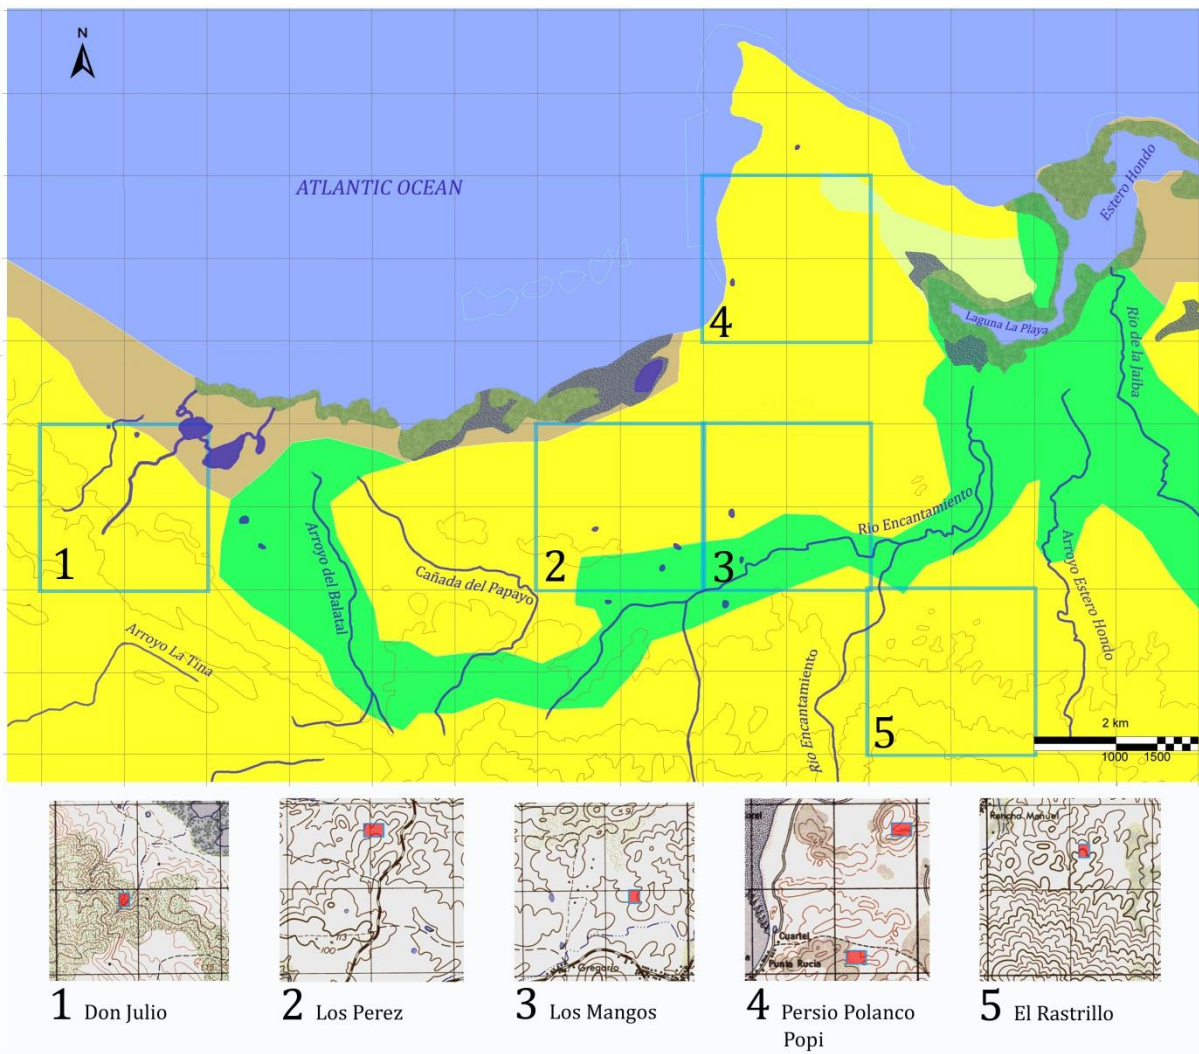 N
ATLANTIC OCEAN
Estero Hondo
Laguna La Playa
Rio de la Jaiba
4
Rio Encantamiento
1
Arroyo del Balatal
Cañada del Papayo
2
3
Arroyo Estero Hondo
Arroyo La Tina
Rio Encantamiento
5
2 km
1000 1500
Rancho Manuel
113
100
Gregorio
Cuartel
Punta Rucia
1 Don Julio
2 Los Perez
3 Los Mangos
4 Persio Polanco
Popi
5 El Rastrillo